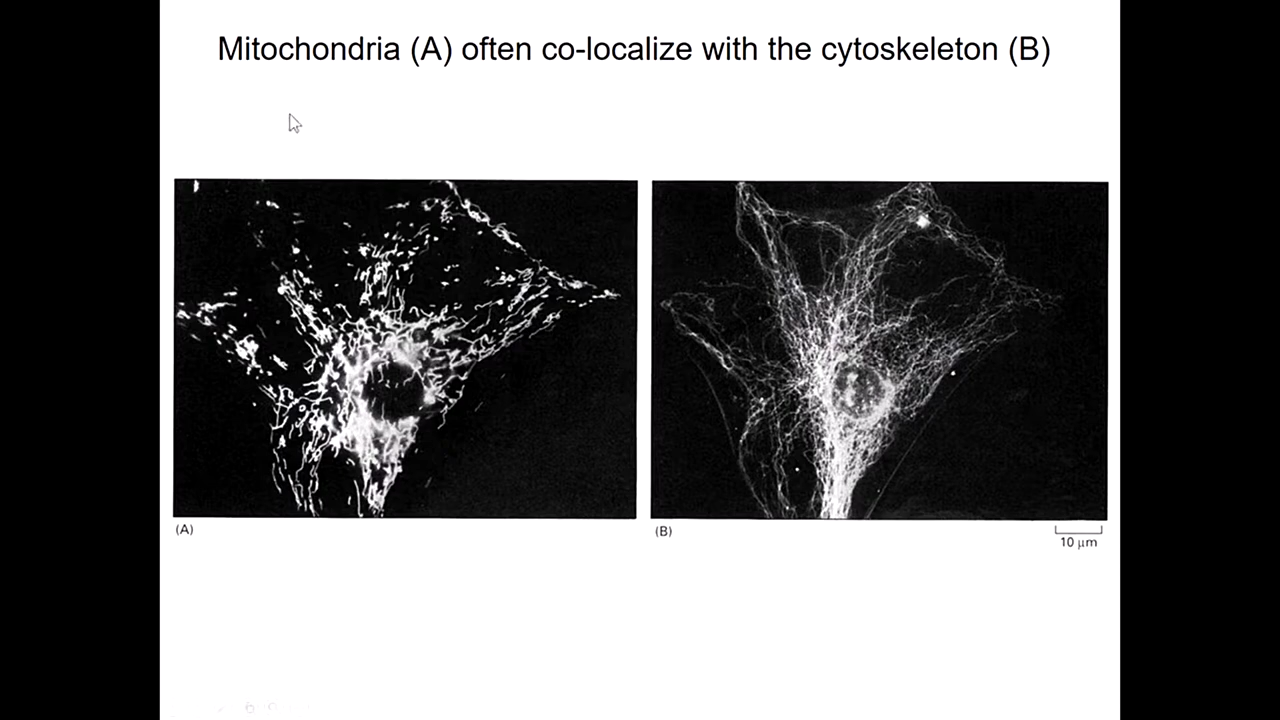 Mitochondria (A) often co-localize with the cytoskeleton (B)
(A)
(B)
10 μm